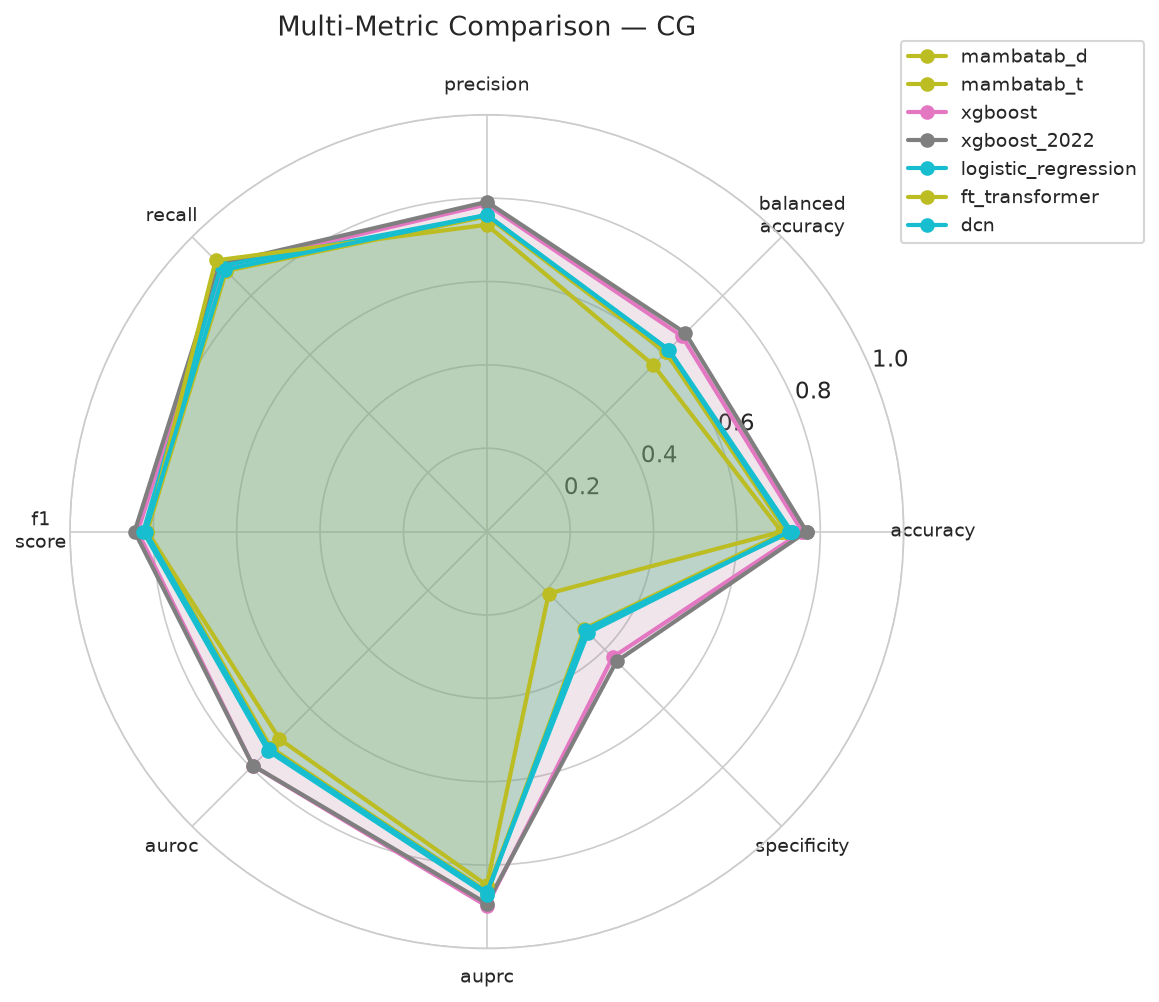 Multi-Metric Comparison — CG
mambatab_d
mambatab_t
xgboost
xgboost_2022
logistic_regression
ft_transformer
dcn
precision
balanced
accuracy
recall
1.0
0.8
0.6
0.4
0.2
f1
score
accuracy
auroc
specificity
auprc